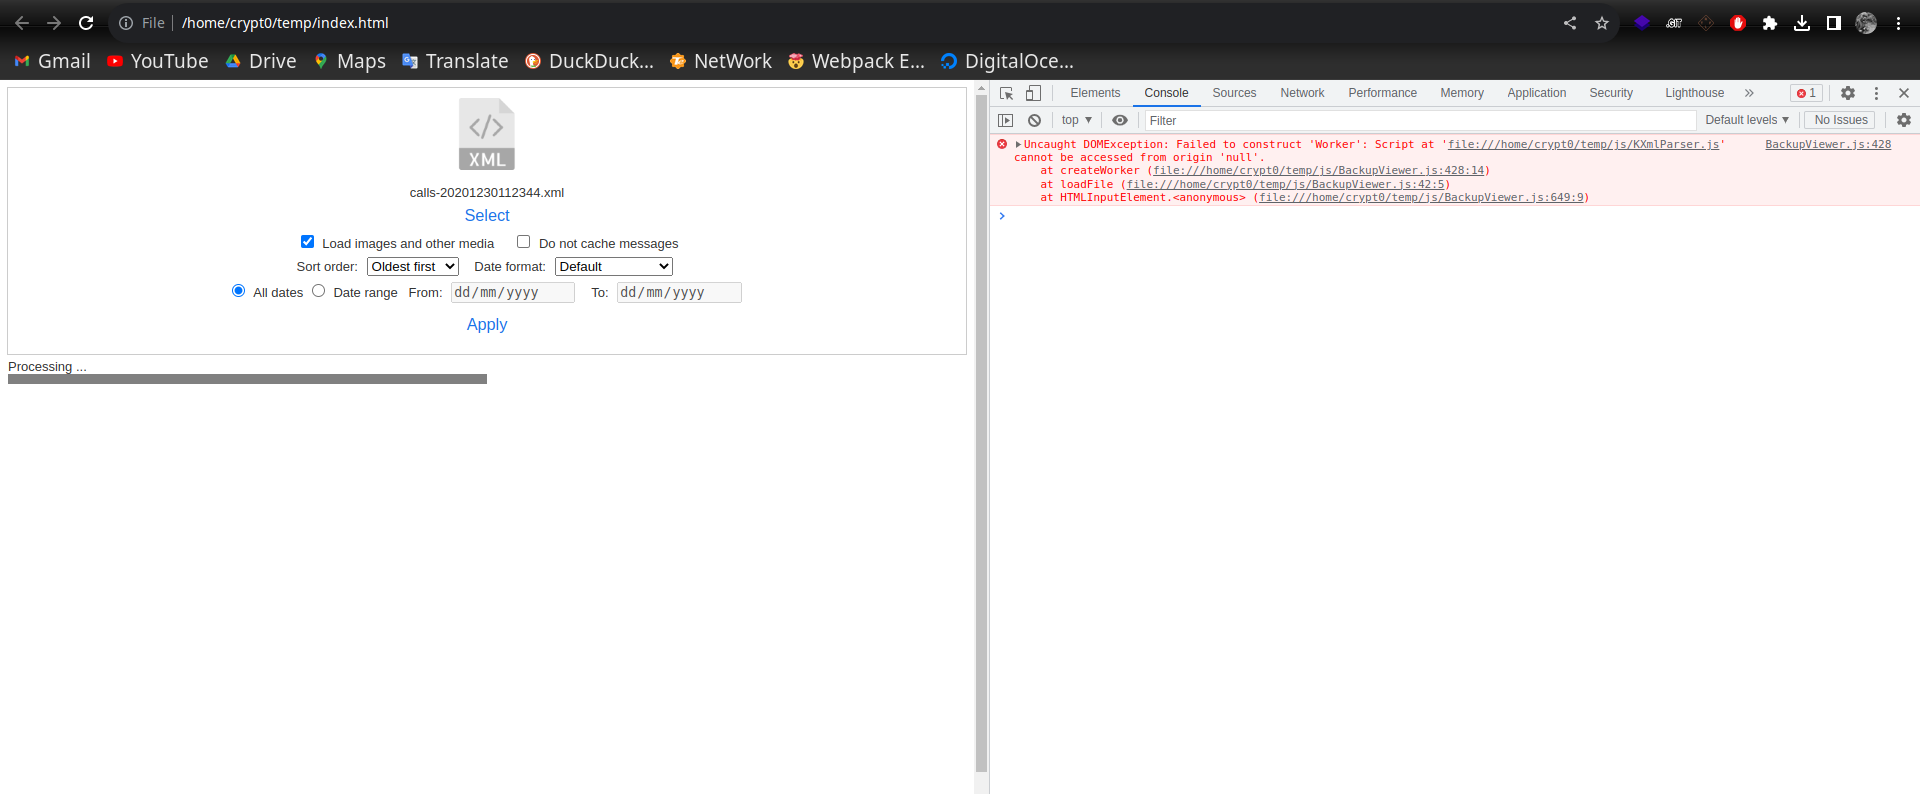 File /home/crypt0/temp/index.html
Gmail YouTube Drive Maps Translate DuckDuck... NetWork Webpack E... DigitalOce...
XML
calls-20201230112344.xml
Select
Load images and other media Do not cache messages
Sort order: Oldest first Date format: Default
All dates Date range From: dd/mm/yyyy To: dd/mm/yyyy
Apply
Processing ...
Elements Console Sources Network Performance Memory Application Security Lighthouse » 1
top Filter Default levels No Issues
Uncaught DOMException: Failed to construct 'Worker': Script at 'file:///home/crypt0/temp/js/KXmlParser.js' BackupViewer.js:428
cannot be accessed from origin 'null'.
at createWorker (file:///home/crypt0/temp/js/BackupViewer.js:428:14)
at loadFile (file:///home/crypt0/temp/js/BackupViewer.js:42:5)
at HTMLInputElement.<anonymous> (file:///home/crypt0/temp/js/BackupViewer.js:649:9)